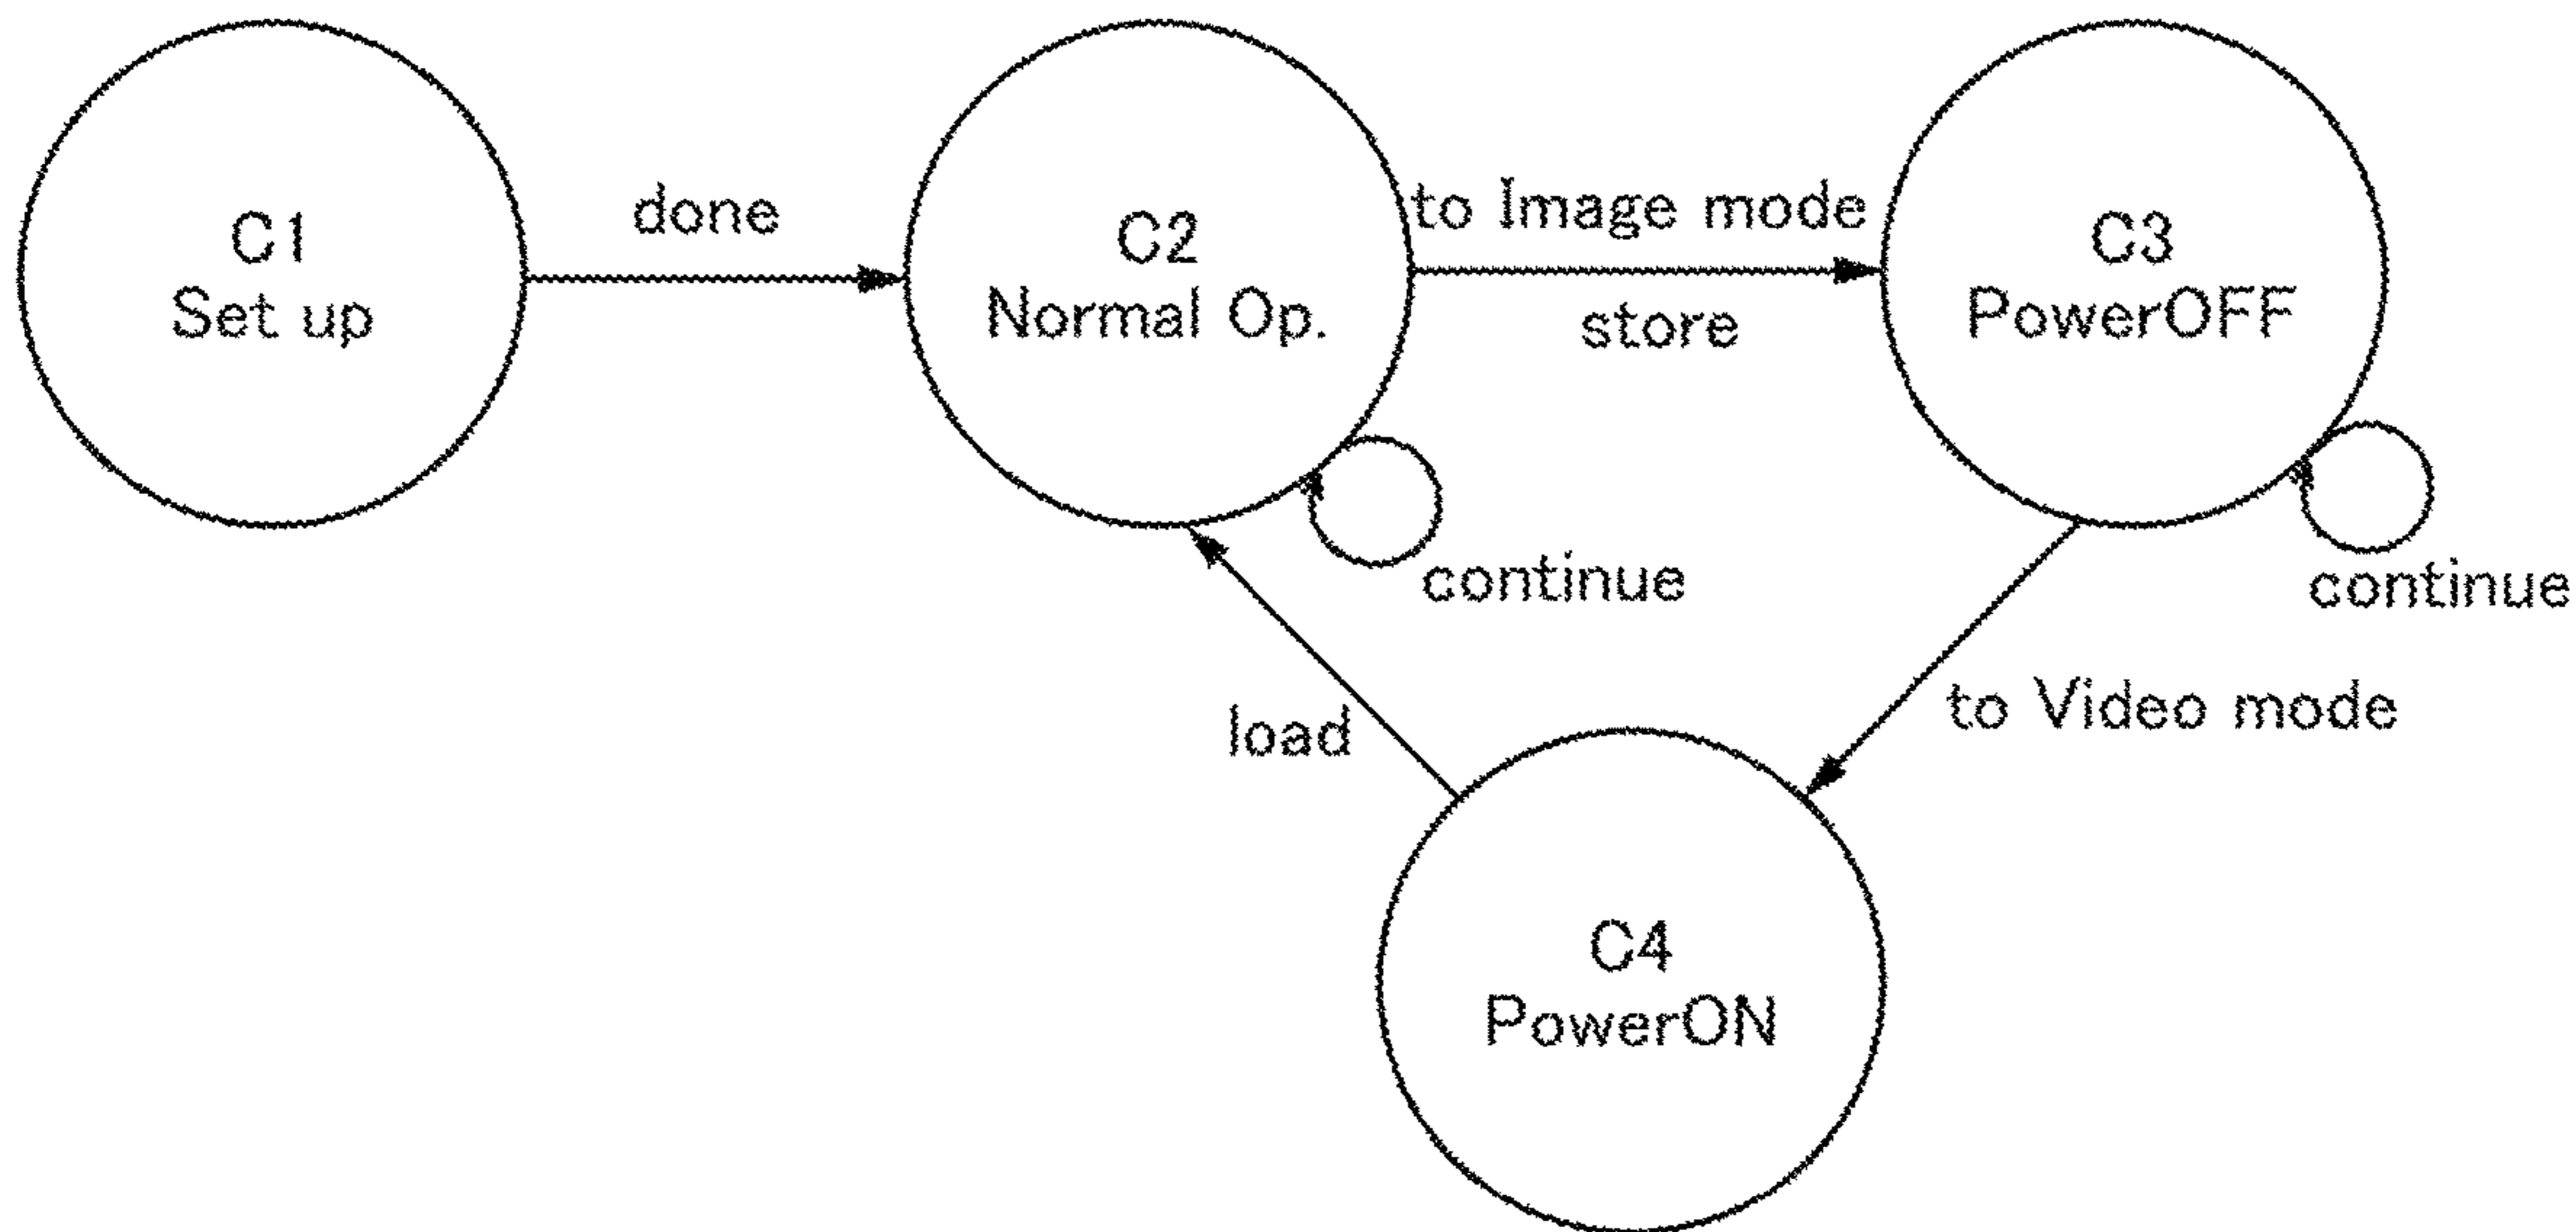 C1
Set up
done
C2
Normal Op.
to Image mode
store
C3
PowerOFF
continue
continue
to Video mode
load
C4
PowerON